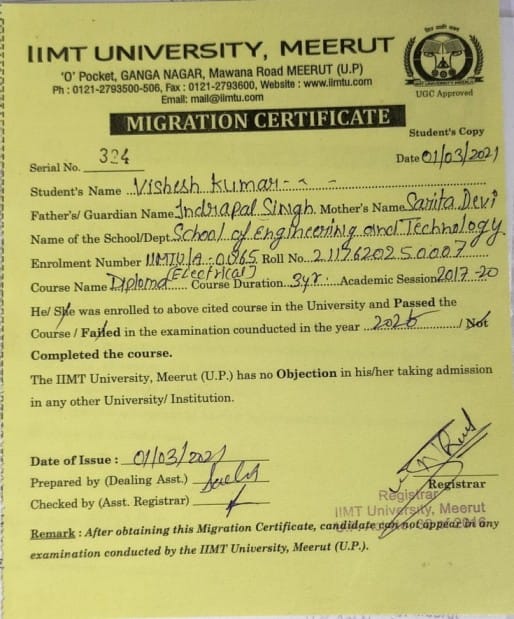 IIMT UNIVERSITY, MEERUT
'O' Pocket, GANGA NAGAR, Mawana Road MEERUT (U.P)
Ph : 0121-2793500-506, Fax : 0121-2793600, Website : www.iimtu.com
Email: mail@iimtu.com
IIMT UNIVERSITY MEERUT
UGC Approved
MIGRATION CERTIFICATE
Student's Copy
Serial No. 324 Date 01/03/2021
Student's Name Vishesh Kumar
Father's/ Guardian Name Indrapal Singh Mother's Name Sarita Devi
Name of the School/Dept School of Engineering and Technology
Enrolment Number IIMTU/A-0965 Roll No. 21176202 50007
(Electrical)
Course Name Diploma Course Duration 3yr. Academic Session 2017-20
He/ She was enrolled to above cited course in the University and Passed the
Course / Failed in the examination counducted in the year / Not
Completed the course.
The IIMT University, Meerut (U.P.) has no Objection in his/her taking admission
in any other University/ Institution.
Date of Issue : 01/03/2021
Prepared by (Dealing Asst.)
Checked by (Asst. Registrar)
Registrar
Registrar
IIMT University, Meerut
Remark : After obtaining this Migration Certificate, candidate can not appear in any
examination conducted by the IIMT University, Meerut (U.P.).